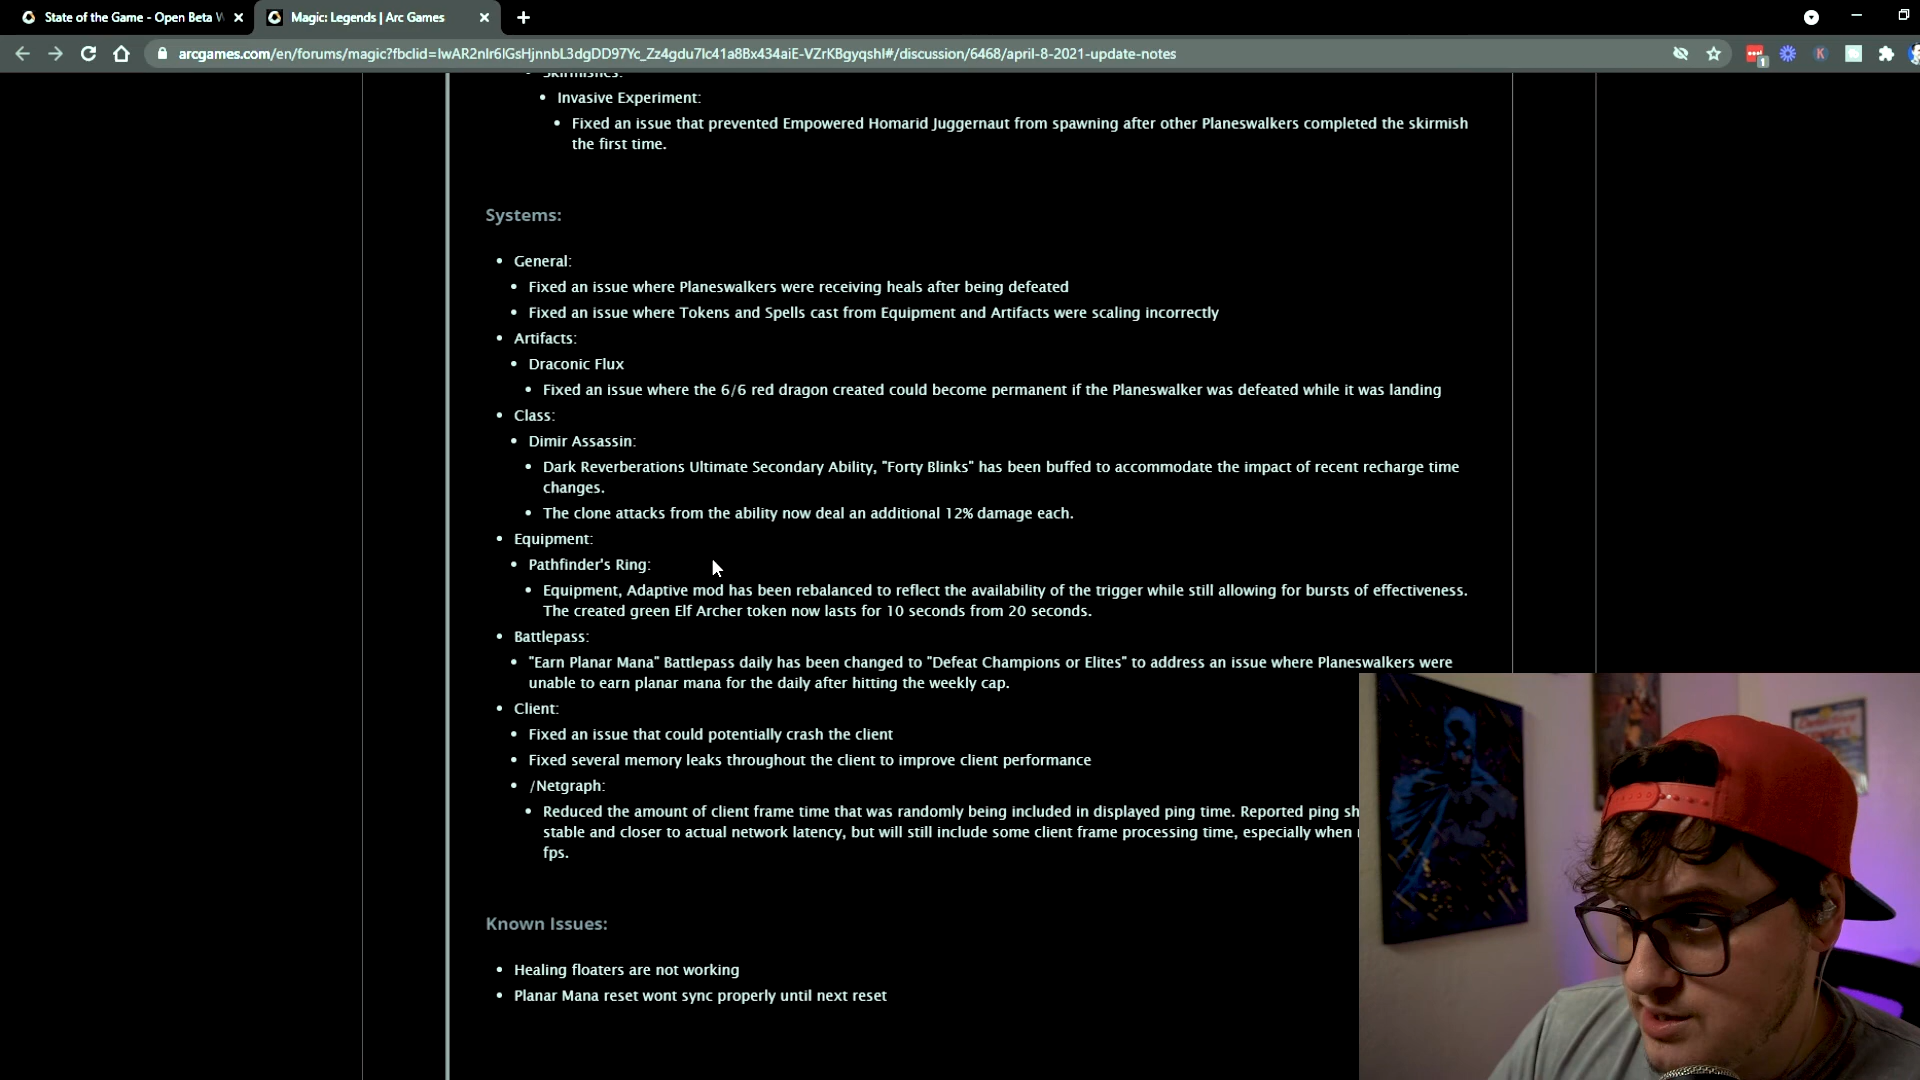 State of the Game - Open Beta
Magic: Legends | Arc Games
arcgames.com/en/forums/magic?fbclid=IwAR2nIr6IGsHjnnbL3dgDD97Yc_Zz4gdu7lc41a8Bx434aiE-VZrKBgyqshI#/discussion/6468/april-8-2021-update-notes
1
K
Skirmishes:
• Invasive Experiment:
• Fixed an issue that prevented Empowered Homarid Juggernaut from spawning after other Planeswalkers completed the skirmish
the first time.
Systems:
• General:
• Fixed an issue where Planeswalkers were receiving heals after being defeated
• Fixed an issue where Tokens and Spells cast from Equipment and Artifacts were scaling incorrectly
• Artifacts:
• Draconic Flux
• Fixed an issue where the 6/6 red dragon created could become permanent if the Planeswalker was defeated while it was landing
• Class:
• Dimir Assassin:
• Dark Reverberations Ultimate Secondary Ability, "Forty Blinks" has been buffed to accommodate the impact of recent recharge time
changes.
• The clone attacks from the ability now deal an additional 12% damage each.
• Equipment:
• Pathfinder's Ring:
• Equipment, Adaptive mod has been rebalanced to reflect the availability of the trigger while still allowing for bursts of effectiveness.
The created green Elf Archer token now lasts for 10 seconds from 20 seconds.
• Battlepass:
• "Earn Planar Mana" Battlepass daily has been changed to "Defeat Champions or Elites" to address an issue where Planeswalkers were
unable to earn planar mana for the daily after hitting the weekly cap.
• Client:
• Fixed an issue that could potentially crash the client
• Fixed several memory leaks throughout the client to improve client performance
• /Netgraph:
• Reduced the amount of client frame time that was randomly being included in displayed ping time. Reported ping sh
stable and closer to actual network latency, but will still include some client frame processing time, especially when
fps.
Known Issues:
• Healing floaters are not working
• Planar Mana reset wont sync properly until next reset